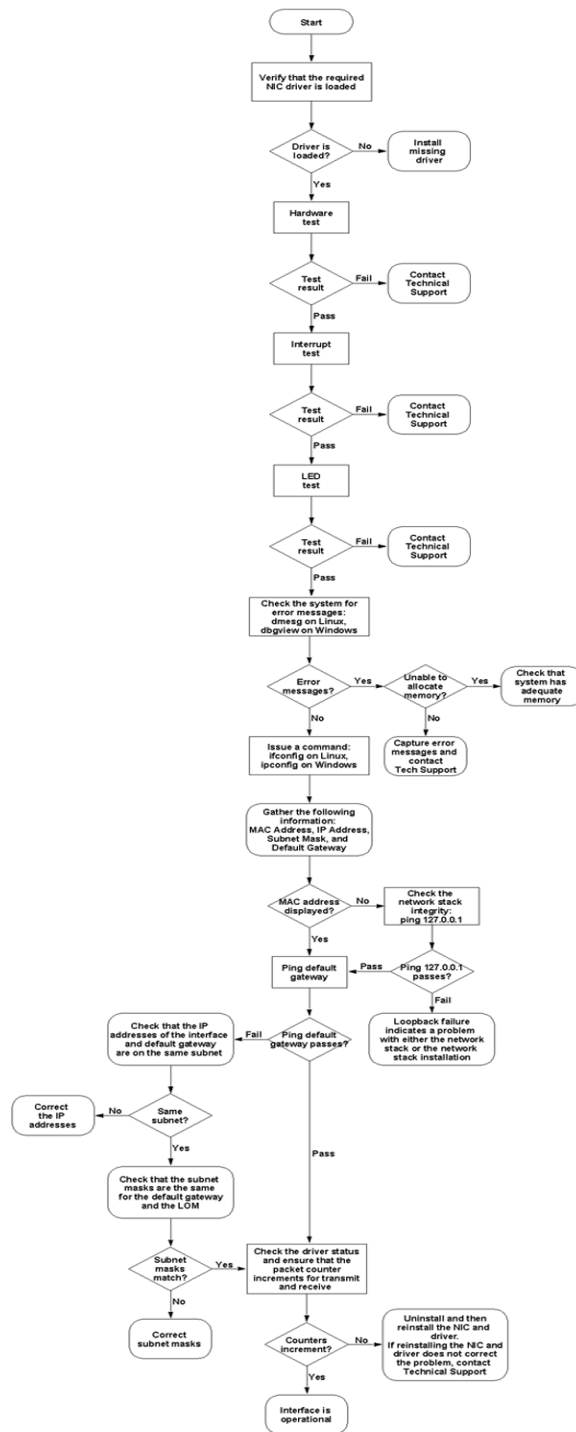 Start
Verify that the required
NIC driver is loaded
Driver is
loaded?
No
Install
missing
driver
Yes
Hardware
test
Test
result
Fail
Contact
Technical
Support
Pass
Interrupt
test
Test
result
Fail
Contact
Technical
Support
Pass
LED
test
Test
result
Fail
Contact
Technical
Support
Pass
Check the system for
error messages:
dmesg on Linux,
dbgview on Windows
Error
messages?
Yes
Unable to
allocate
memory?
Yes
Check that
system has
adequate
memory
No
No
Capture error
messages and
contact
Tech Support
Issue a command:
ifconfig on Linux,
ipconfig on Windows
Gather the following
information:
MAC Address, IP Address,
Subnet Mask, and
Default Gateway
MAC address
displayed?
No
Check the
network stack
integrity:
ping 127.0.0.1
Yes
Ping default
gateway
Pass
Ping 127.0.0.1
passes?
Fail
Loopback failure
indicates a problem
with either the network
stack or the network
stack installation
Ping default
gateway passes?
Fail
Check that the IP
addresses of the interface
and default gateway
are on the same subnet
Same
subnet?
No
Correct
the IP
addresses
Yes
Pass
Check that the subnet
masks are the same
for the default gateway
and the LOM
Subnet
masks
match?
Yes
Check the driver status
and ensure that the
packet counter
increments for transmit
and receive
No
Correct
subnet masks
Counters
increment?
No
Uninstall and then
reinstall the NIC and
driver.
If reinstalling the NIC and
driver does not correct
the problem, contact
Technical Support
Yes
Interface is
operational